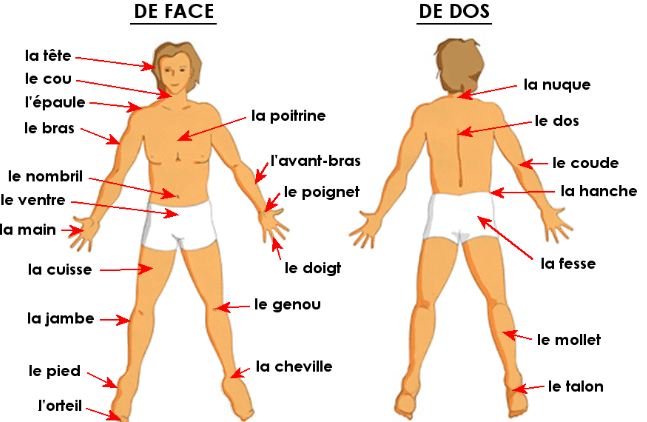 DE FACE
DE DOS
la tête
le cou
l'épaule
le bras
la poitrine
l'avant-bras
le nombril
le poignet
le ventre
la main
le doigt
la cuisse
le genou
la jambe
la cheville
le pied
l'orteil
la nuque
le dos
le coude
la hanche
la fesse
le mollet
le talon